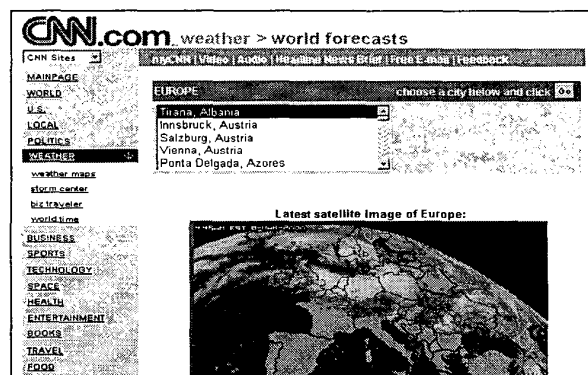 CNN.com. weather > world forecasts
CNN Sites
myCNN | Video | Audio | Headline News Brief | Free E-mail | Feedback
MAINPAGE
WORLD
U.S.
LOCAL
POLITICS
WEATHER
weather maps
storm center
biz traveler
world time
BUSINESS
SPORTS
TECHNOLOGY
SPACE
HEALTH
ENTERTAINMENT
BOOKS
TRAVEL
FOOD
EUROPE
choose a city below and click Go
Tirana, Albania
Innsbruck, Austria
Salzburg, Austria
Vienna, Austria
Ponta Delgada, Azores
Latest satellite image of Europe: